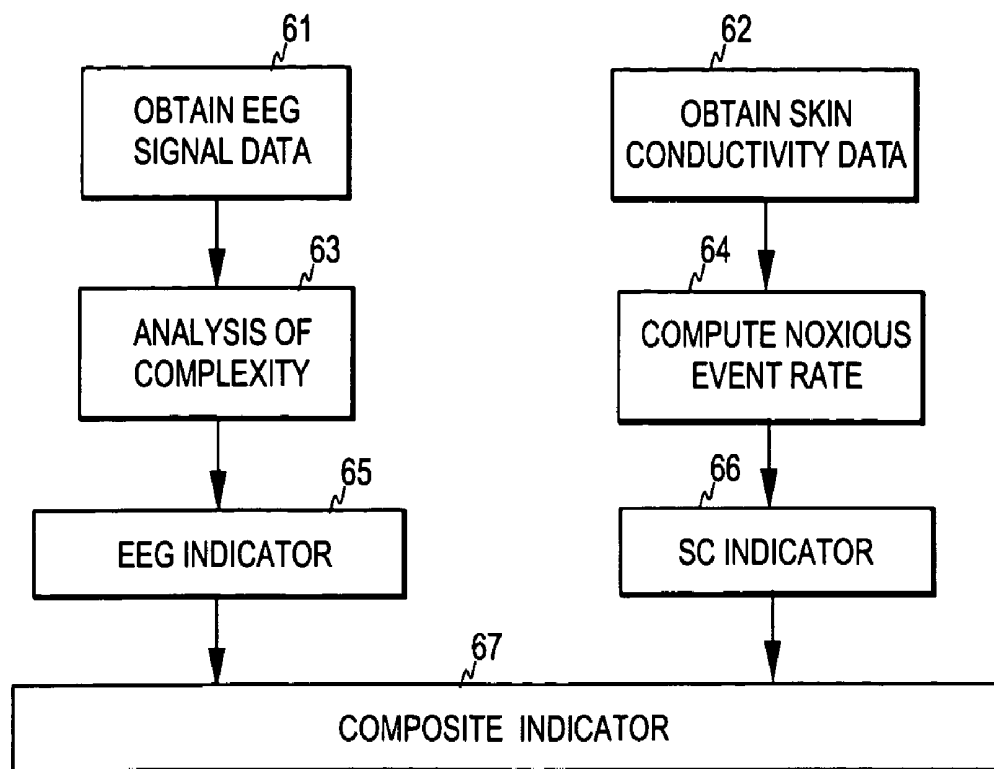 61
OBTAIN EEG
SIGNAL DATA
62
OBTAIN SKIN
CONDUCTIVITY DATA
63
ANALYSIS OF
COMPLEXITY
64
COMPUTE NOXIOUS
EVENT RATE
65
EEG INDICATOR
66
SC INDICATOR
67
COMPOSITE INDICATOR